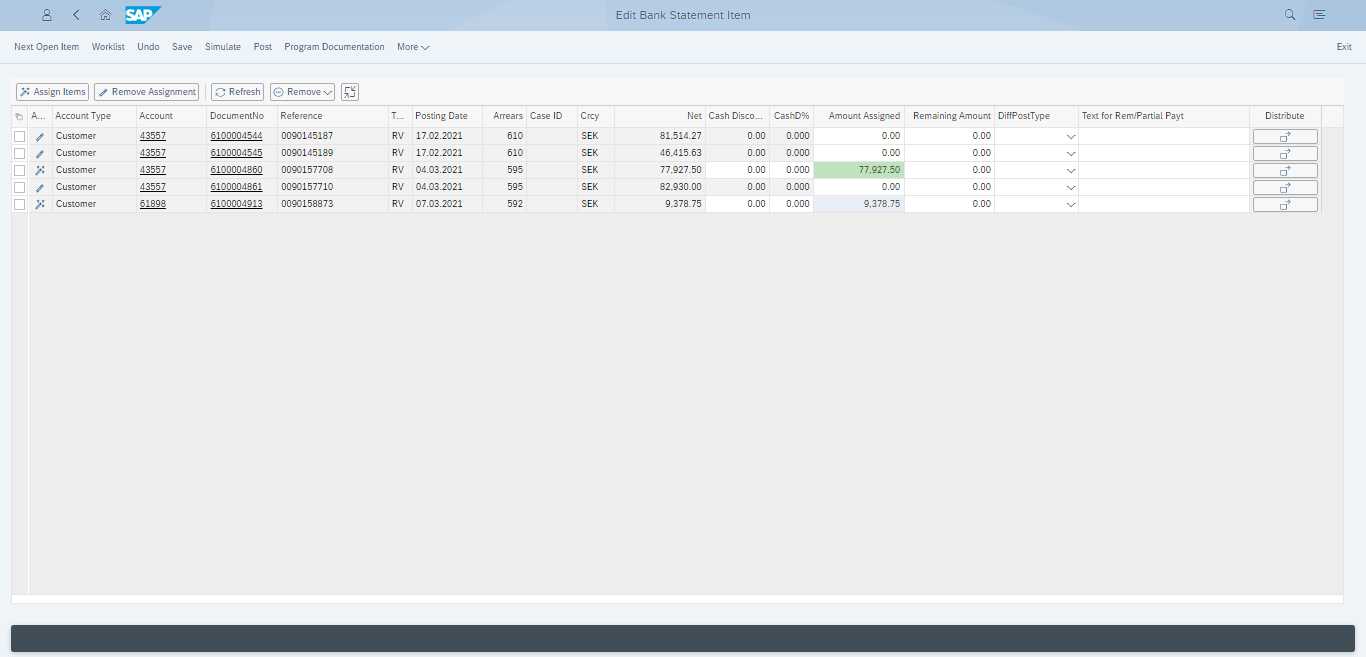 SAP Edit Bank Statement Item
Next Open Item Worklist Undo Save Simulate Post Program Documentation More Exit
Assign Items Remove Assignment Refresh Remove
A... Account Type Account DocumentNo Reference T... Posting Date Arrears Case ID Crcy Net Cash Disco... CashD% Amount Assigned Remaining Amount DiffPostType Text for Rem/Partial Payt Distribute
Customer 43557 6100004544 0090145187 RV 17.02.2021 610 SEK 81,514.27 0.00 0.000 0.00 0.00
Customer 43557 6100004545 0090145189 RV 17.02.2021 610 SEK 46,415.63 0.00 0.000 0.00 0.00
Customer 43557 6100004860 0090157708 RV 04.03.2021 595 SEK 77,927.50 0.00 0.000 77,927.50 0.00
Customer 43557 6100004861 0090157710 RV 04.03.2021 595 SEK 82,930.00 0.00 0.000 0.00 0.00
Customer 61898 6100004913 0090158873 RV 07.03.2021 592 SEK 9,378.75 0.00 0.000 9,378.75 0.00